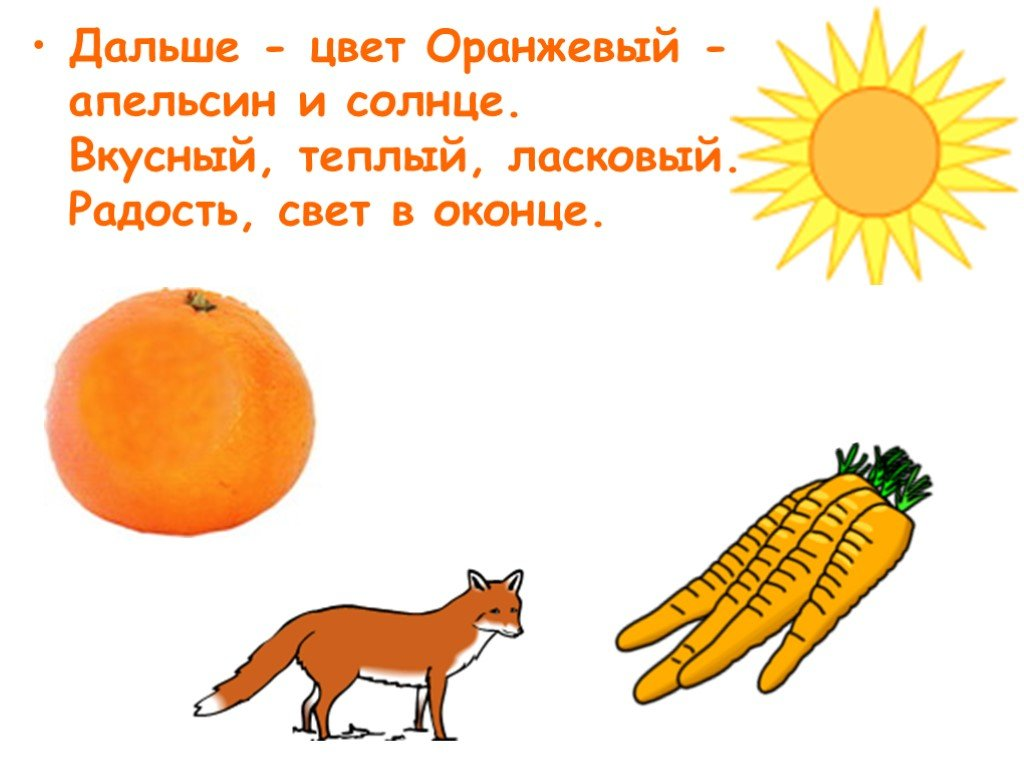 • Дальше - цвет Оранжевый -
апельсин и солнце.
Вкусный, теплый, ласковый.
Радость, свет в оконце.